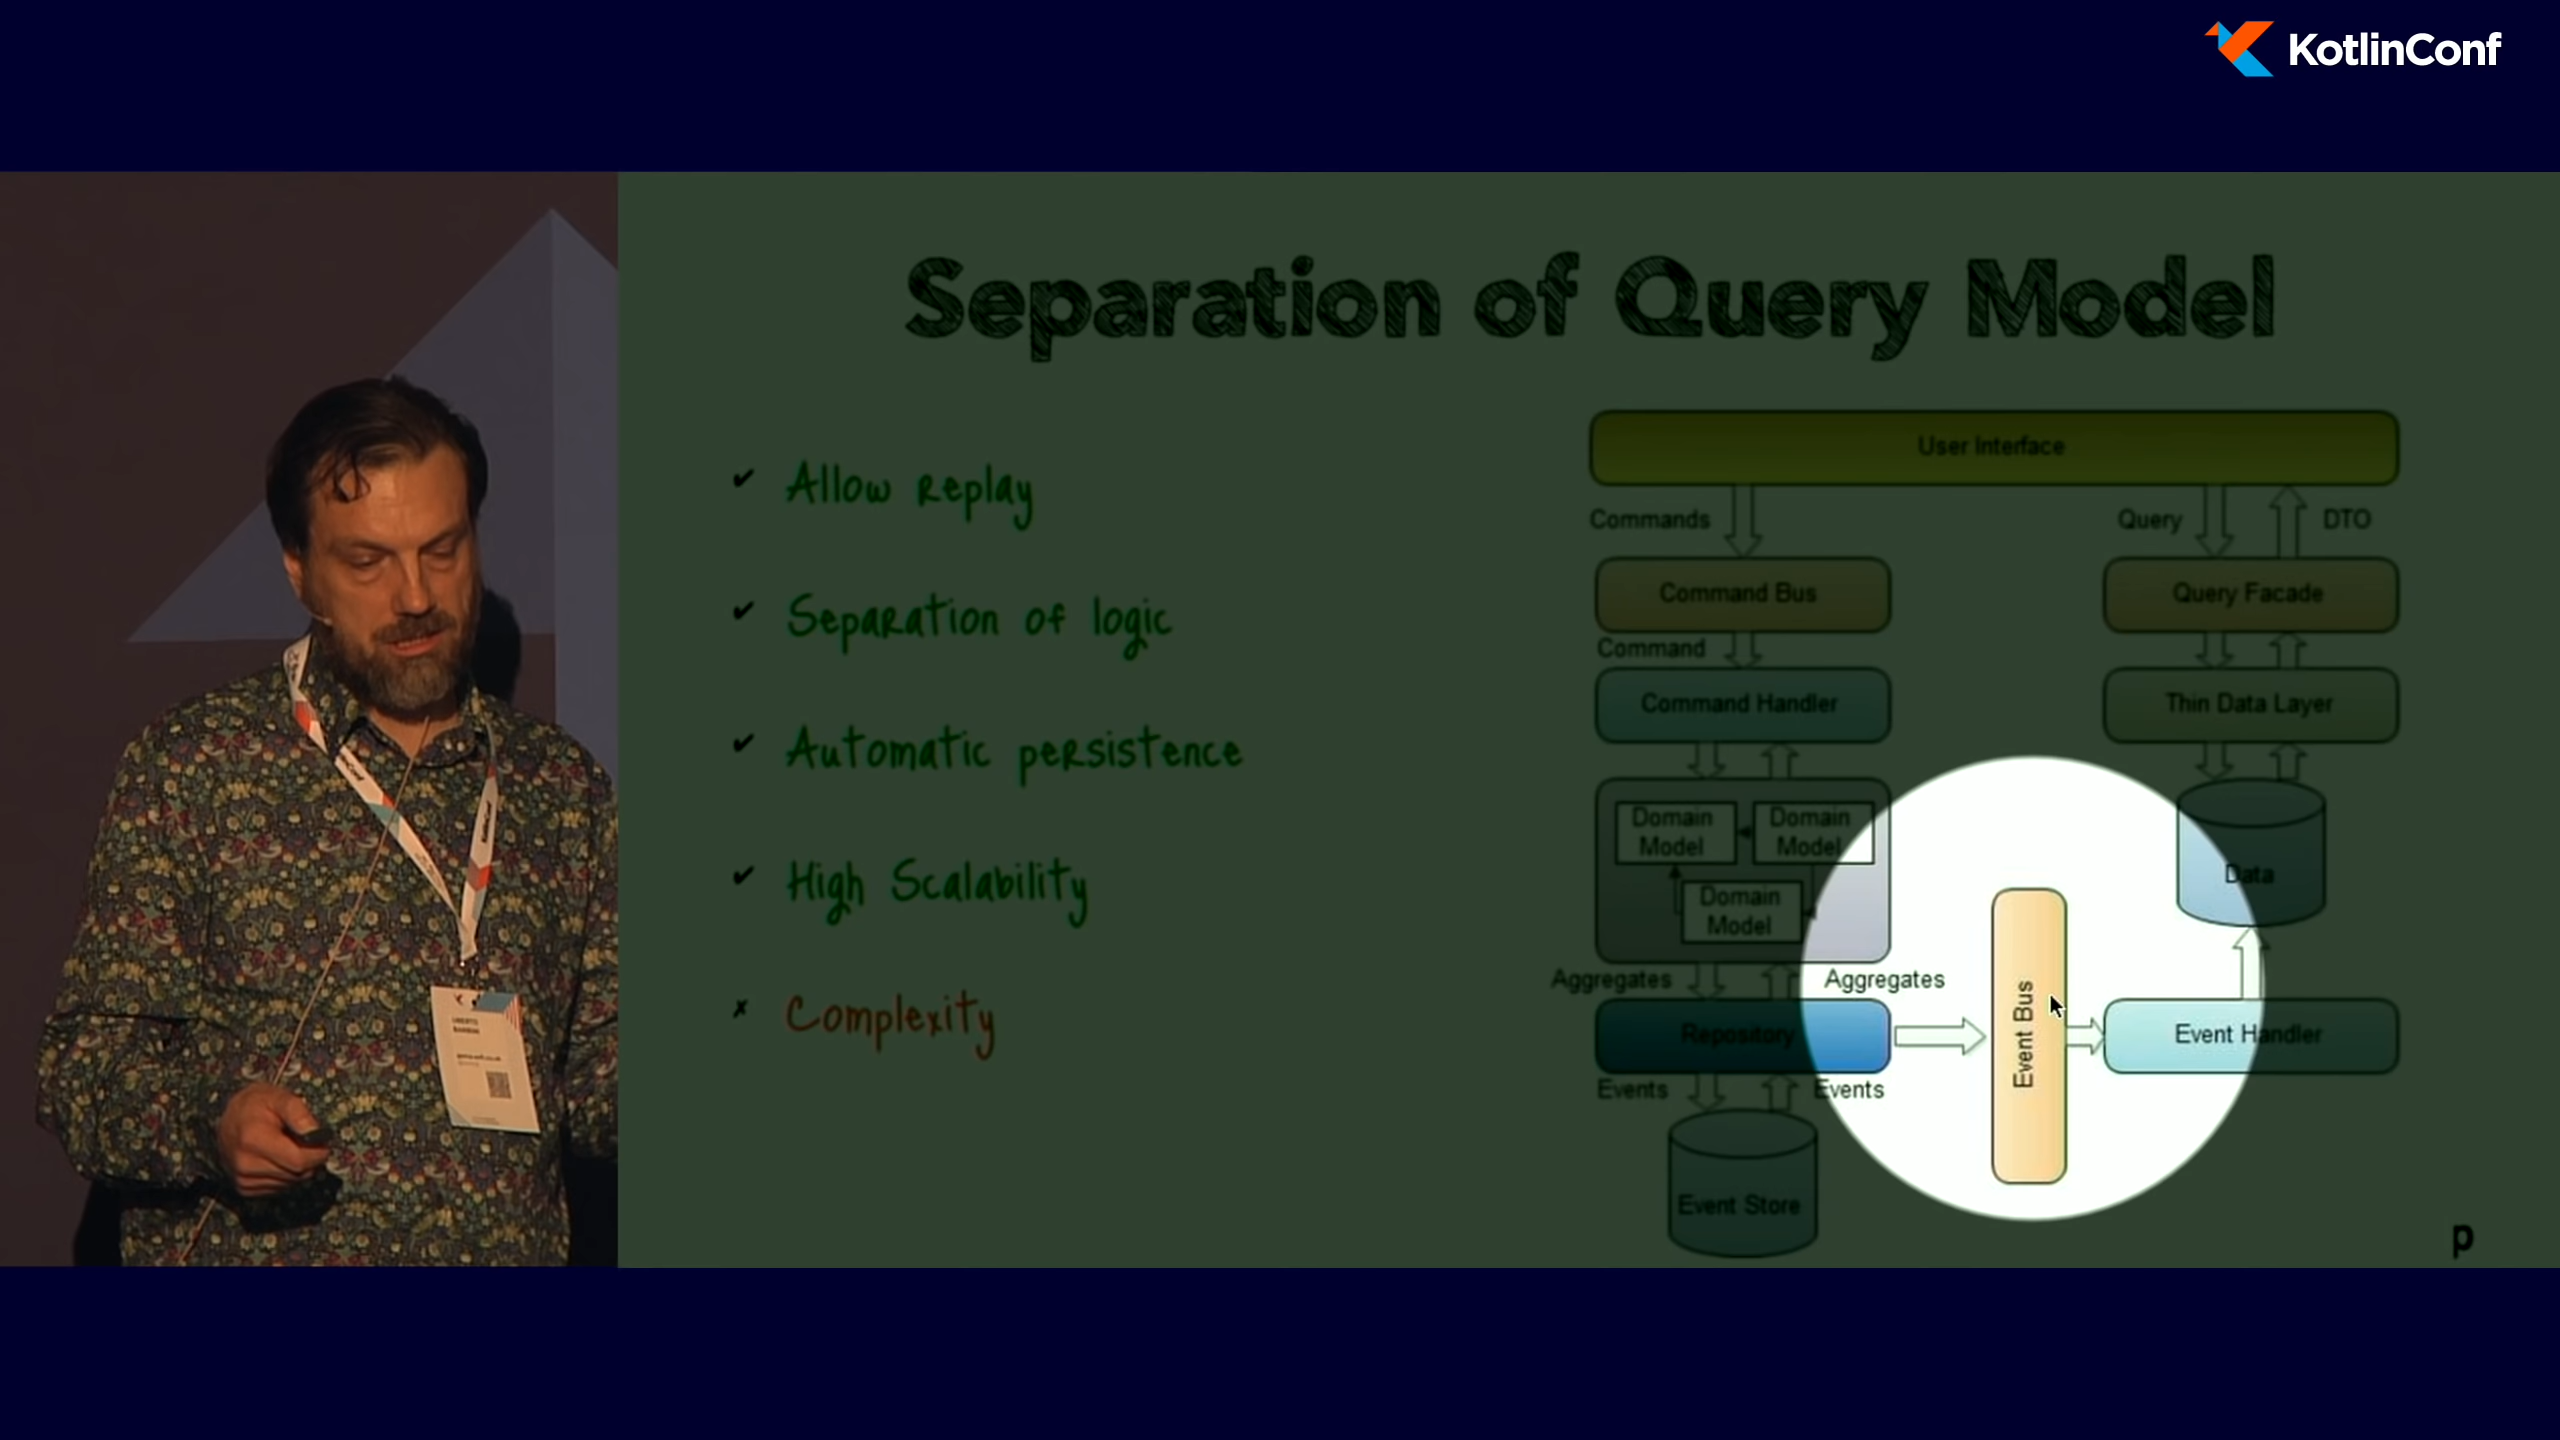 KotlinConf
Separation of Query Model
✔ Allow replay
✔ Separation of logic
✔ Automatic persistence
✔ High Scalability
✘ Complexity
User Interface
Commands
Query
DTO
Command Bus
Query Facade
Command
Command Handler
Thin Data Layer
Domain
Model
Domain
Model
Domain
Model
Data
Aggregates
Aggregates
Repository
Event Bus
Event Handler
Events
Events
Event Store
p